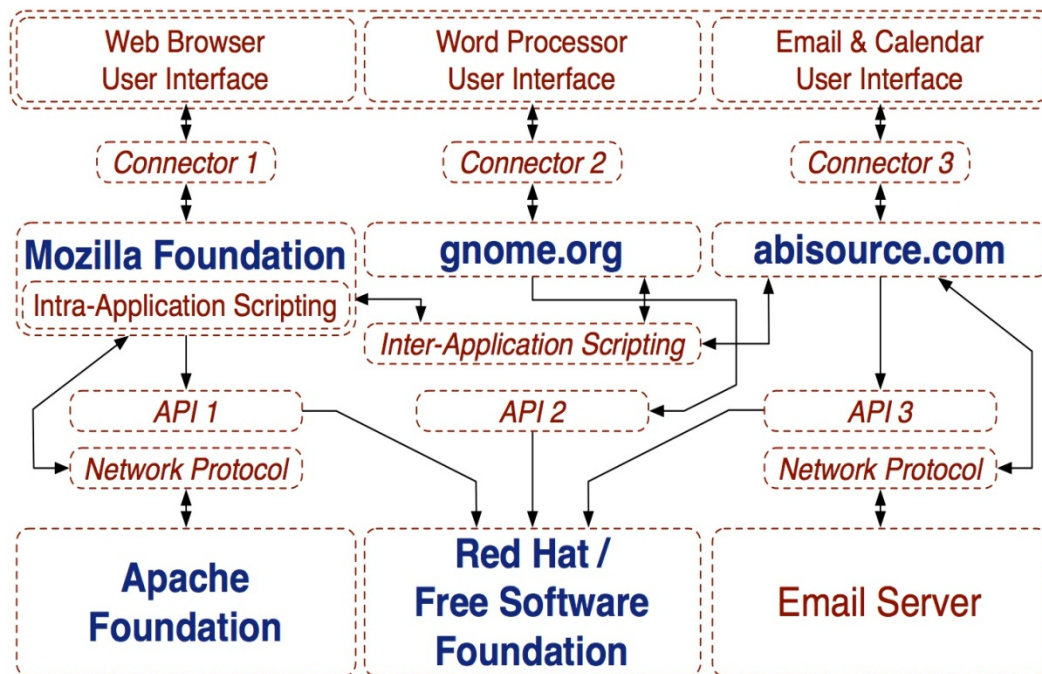 Web Browser
User Interface
Word Processor
User Interface
Email & Calendar
User Interface
Connector 1
Connector 2
Connector 3
Mozilla Foundation
gnome.org
abisource.com
Intra-Application Scripting
Inter-Application Scripting
API 1
API 2
API 3
Network Protocol
Network Protocol
Apache
Foundation
Red Hat /
Free Software
Foundation
Email Server